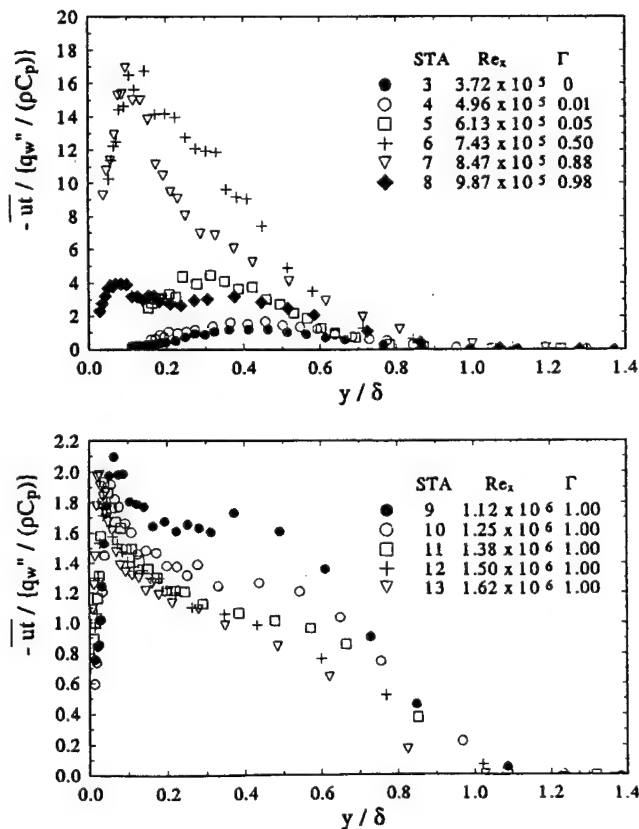 20
18
16
14
12
10
8
6
4
2
0
- ut / {q_w" / (ρC_p)}
STA Re_x Γ
● 3 3.72 x 10^5 0
○ 4 4.96 x 10^5 0.01
□ 5 6.13 x 10^5 0.05
+ 6 7.43 x 10^5 0.50
▽ 7 8.47 x 10^5 0.88
◆ 8 9.87 x 10^5 0.98
0.0 0.2 0.4 0.6 0.8 1.0 1.2 1.4
y / δ
2.2
2.0
1.8
1.6
1.4
1.2
1.0
0.8
0.6
0.4
0.2
0.0
- ut / {q_w" / (ρC_p)}
STA Re_x Γ
● 9 1.12 x 10^6 1.00
○ 10 1.25 x 10^6 1.00
□ 11 1.38 x 10^6 1.00
+ 12 1.50 x 10^6 1.00
▽ 13 1.62 x 10^6 1.00
0.0 0.2 0.4 0.6 0.8 1.0 1.2 1.4
y / δ